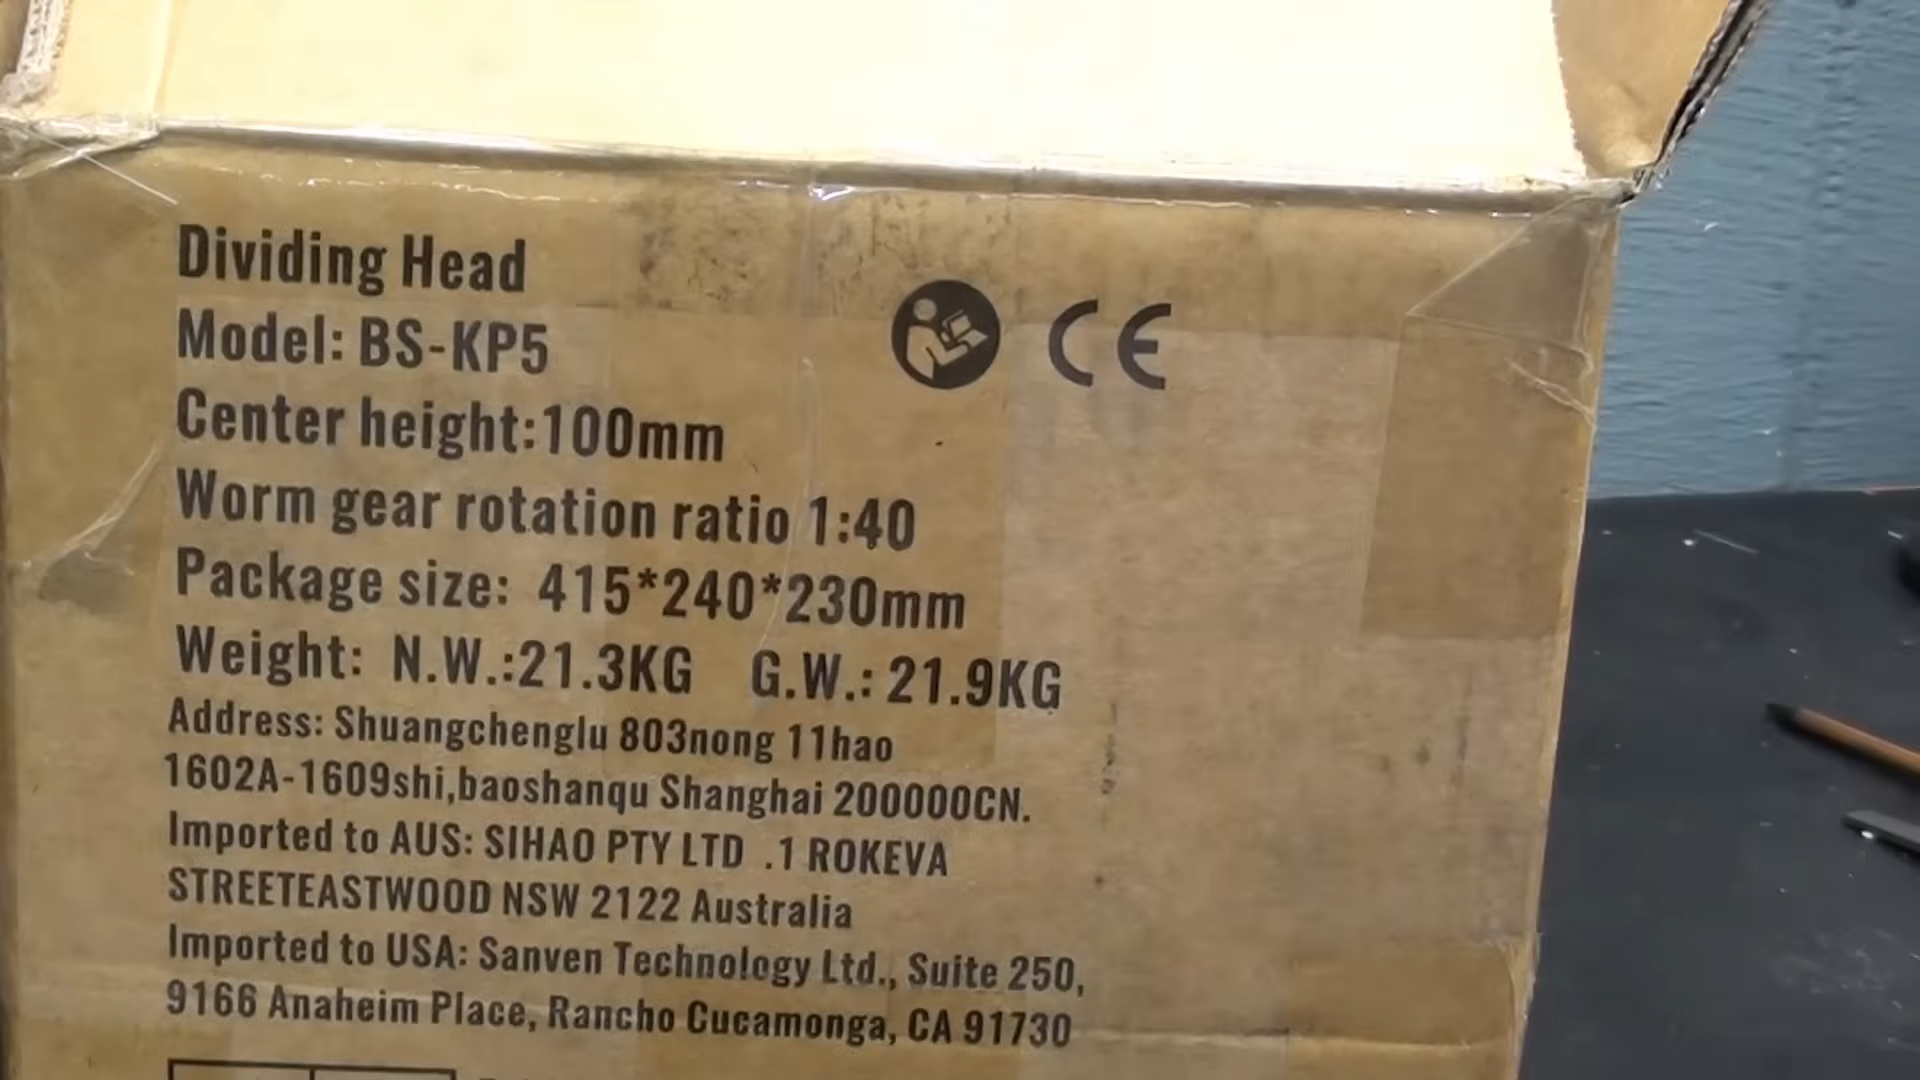 Dividing Head
Model: BS-KP5
CE
Center height:100mm
Worm gear rotation ratio 1:40
Package size: 415*240*230mm
Weight: N.W.:21.3KG G.W.: 21.9KG
Address: Shuangchenglu 803nong 11hao
1602A-1609shi,baoshanqu Shanghai 200000CN.
Imported to AUS: SIHAO PTY LTD .1 ROKEVA
STREETEASTWOOD NSW 2122 Australia
Imported to USA: Sanven Technology Ltd., Suite 250,
9166 Anaheim Place, Rancho Cucamonga, CA 91730